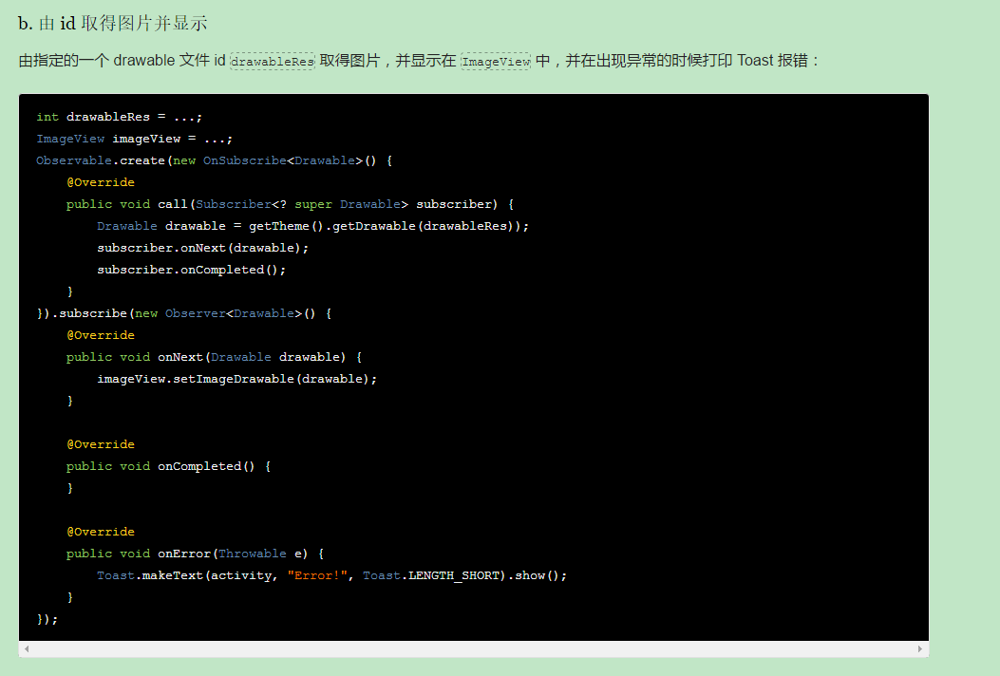 b. 由 id 取得图片并显示
由指定的一个 drawable 文件 id drawableRes 取得图片，并显示在 ImageView 中，并在出现异常的时候打印 Toast 报错：
int drawableRes = ...;
ImageView imageView = ...;
Observable.create(new OnSubscribe<Drawable>() {
    @Override
    public void call(Subscriber<? super Drawable> subscriber) {
        Drawable drawable = getTheme().getDrawable(drawableRes));
        subscriber.onNext(drawable);
        subscriber.onCompleted();
    }
}).subscribe(new Observer<Drawable>() {
    @Override
    public void onNext(Drawable drawable) {
        imageView.setImageDrawable(drawable);
    }

    @Override
    public void onCompleted() {
    }

    @Override
    public void onError(Throwable e) {
        Toast.makeText(activity, "Error!", Toast.LENGTH_SHORT).show();
    }
});